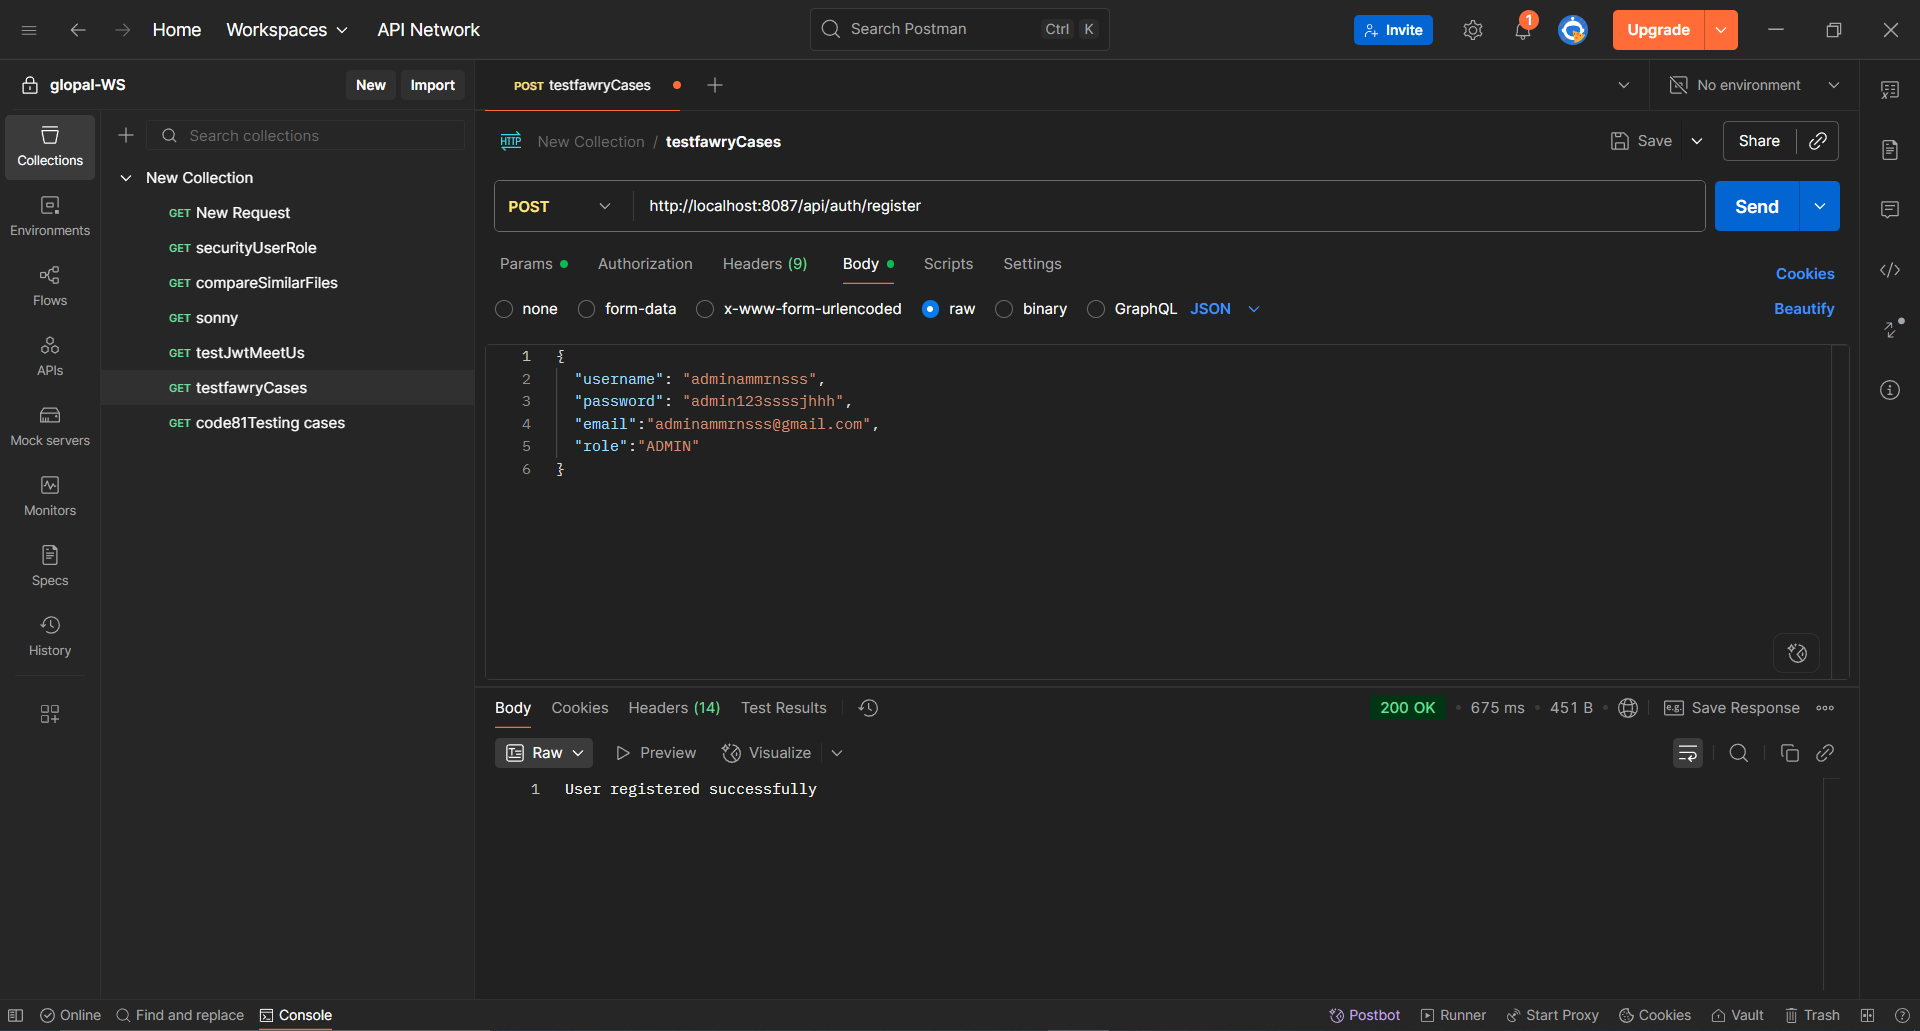 Home Workspaces API Network Search Postman Ctrl K Invite 1 Upgrade
glopal-WS New Import
POST testfawryCases No environment
Collections
Environments
Flows
APIs
Mock servers
Monitors
Specs
History
Search collections
New Collection
GET New Request
GET securityUserRole
GET compareSimilarFiles
GET sonny
GET testJwtMeetUs
GET testfawryCases
GET code81Testing cases
HTTP New Collection / testfawryCases Save Share
POST http://localhost:8087/api/auth/register Send
Params Authorization Headers (9) Body Scripts Settings Cookies
none form-data x-www-form-urlencoded raw binary GraphQL JSON Beautify
1 {
2 "username": "adminammrnsss",
3 "password": "admin123ssssjhhh",
4 "email":"adminammrnsss@gmail.com",
5 "role":"ADMIN"
6 }
Body Cookies Headers (14) Test Results 200 OK • 675 ms • 451 B • e.g. Save Response
Raw Preview Visualize
1 User registered successfully
Online Find and replace Console Postbot Runner Start Proxy Cookies Vault Trash